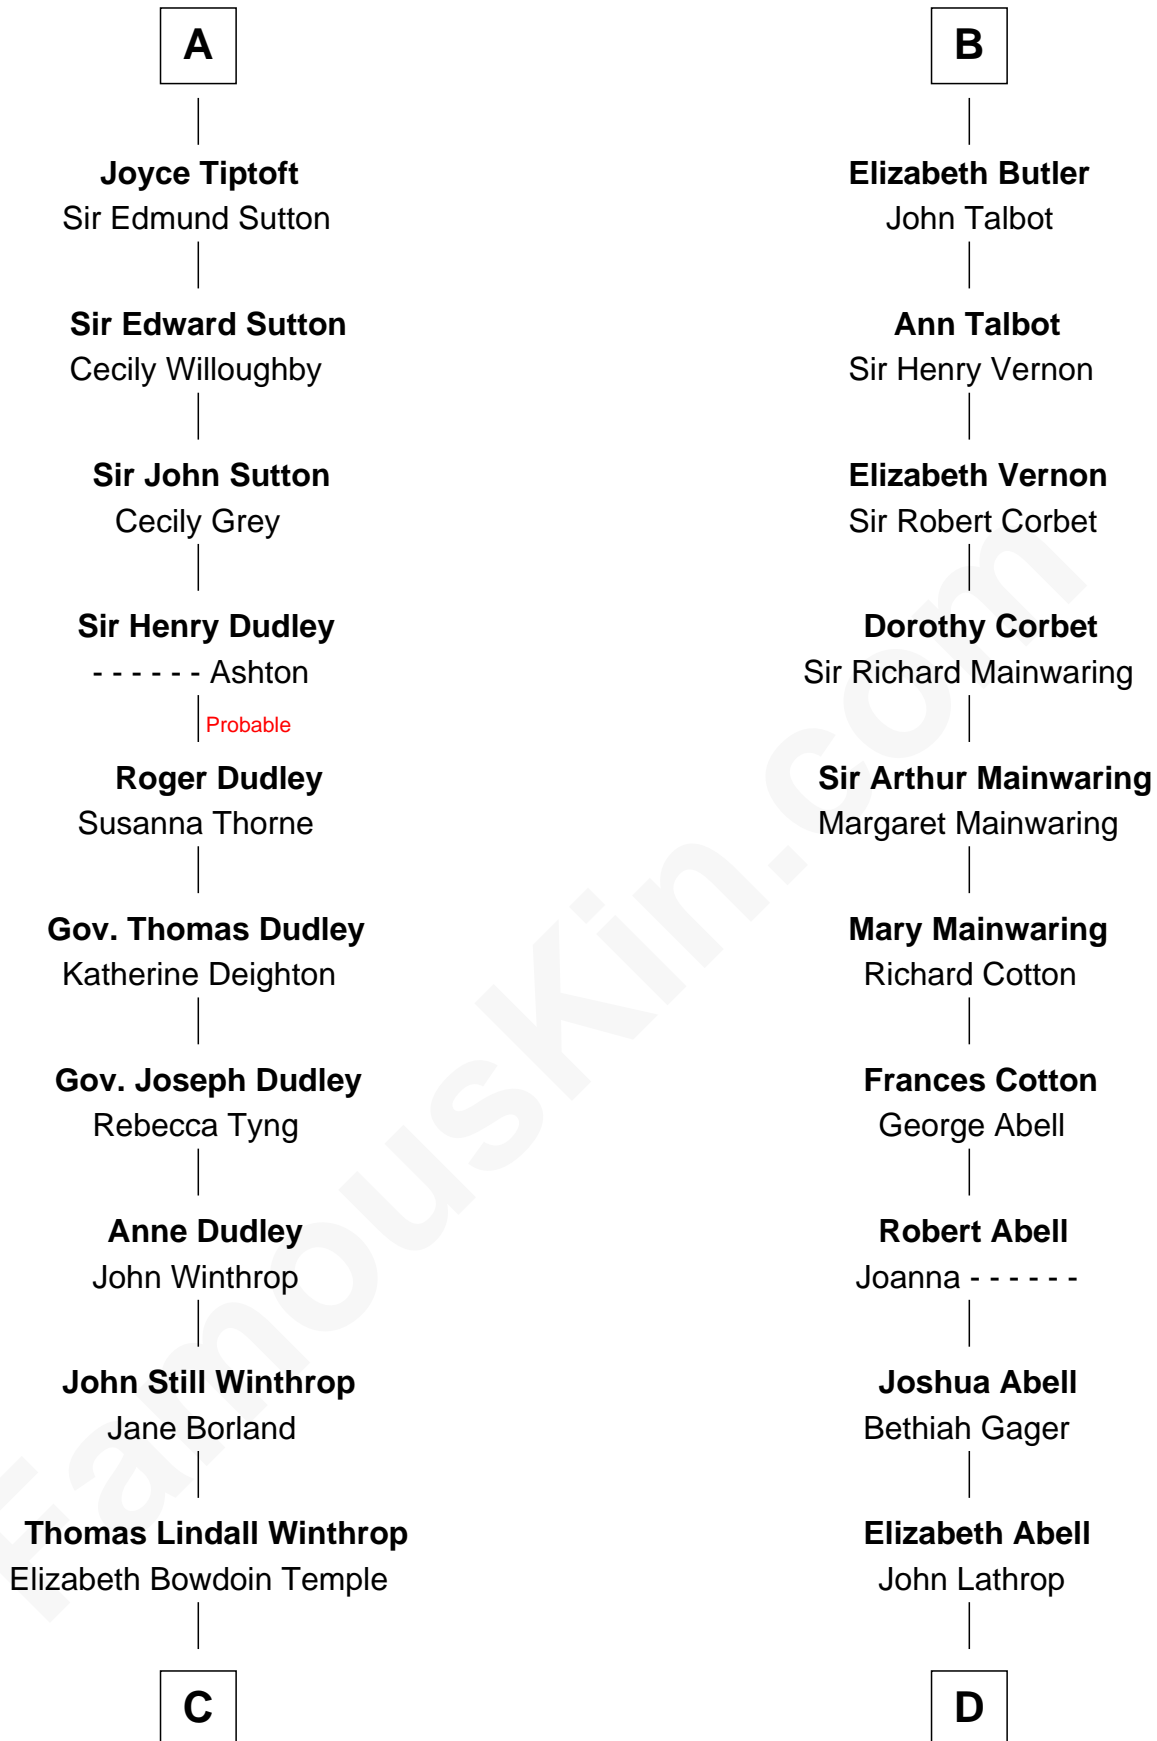 A
Joyce Tiptoft
Sir Edmund Sutton
Sir Edward Sutton
Cecily Willoughby
Sir John Sutton
Cecily Grey
Sir Henry Dudley
- - - - - - Ashton
Probable
Roger Dudley
Susanna Thorne
Gov. Thomas Dudley
Katherine Deighton
Gov. Joseph Dudley
Rebecca Tyng
Anne Dudley
John Winthrop
John Still Winthrop
Jane Borland
Thomas Lindall Winthrop
Elizabeth Bowdoin Temple
C
B
Elizabeth Butler
John Talbot
Ann Talbot
Sir Henry Vernon
Elizabeth Vernon
Sir Robert Corbet
Dorothy Corbet
Sir Richard Mainwaring
Sir Arthur Mainwaring
Margaret Mainwaring
Mary Mainwaring
Richard Cotton
Frances Cotton
George Abell
Robert Abell
Joanna - - - - - -
Joshua Abell
Bethiah Gager
Elizabeth Abell
John Lathrop
D
FamousKin.com